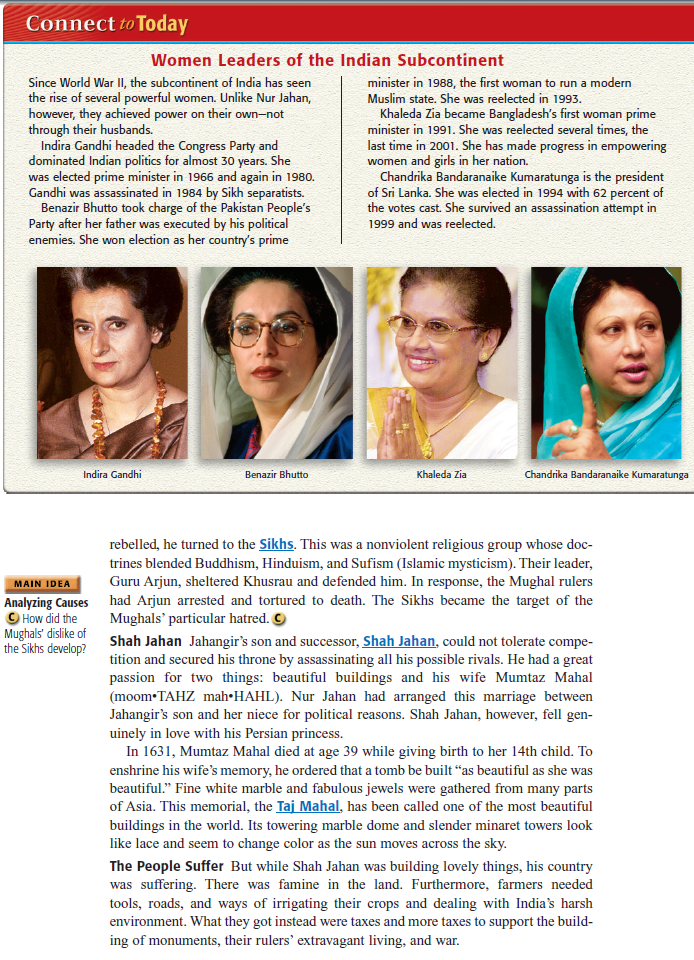 Connect to Today
Women Leaders of the Indian Subcontinent
Since World War II, the subcontinent of India has seen
the rise of several powerful women. Unlike Nur Jahan,
however, they achieved power on their own—not
through their husbands.
Indira Gandhi headed the Congress Party and
dominated Indian politics for almost 30 years. She
was elected prime minister in 1966 and again in 1980.
Gandhi was assassinated in 1984 by Sikh separatists.
Benazir Bhutto took charge of the Pakistan People's
Party after her father was executed by his political
enemies. She won election as her country's prime
minister in 1988, the first woman to run a modern
Muslim state. She was reelected in 1993.
Khaleda Zia became Bangladesh's first woman prime
minister in 1991. She was reelected several times, the
last time in 2001. She has made progress in empowering
women and girls in her nation.
Chandrika Bandaranaike Kumaratunga is the president
of Sri Lanka. She was elected in 1994 with 62 percent of
the votes cast. She survived an assassination attempt in
1999 and was reelected.
Indira Gandhi
Benazir Bhutto
Khaleda Zia
Chandrika Bandaranaike Kumaratunga
rebelled, he turned to the Sikhs. This was a nonviolent religious group whose doc-
trines blended Buddhism, Hinduism, and Sufism (Islamic mysticism). Their leader,
Guru Arjun, sheltered Khusrau and defended him. In response, the Mughal rulers
had Arjun arrested and tortured to death. The Sikhs became the target of the
Mughals' particular hatred. C
MAIN IDEA
Analyzing Causes
C How did the
Mughals' dislike of
the Sikhs develop?
Shah Jahan Jahangir's son and successor, Shah Jahan, could not tolerate compe-
tition and secured his throne by assassinating all his possible rivals. He had a great
passion for two things: beautiful buildings and his wife Mumtaz Mahal
(moom•TAHZ mah•HAHL). Nur Jahan had arranged this marriage between
Jahangir's son and her niece for political reasons. Shah Jahan, however, fell gen-
uinely in love with his Persian princess.
In 1631, Mumtaz Mahal died at age 39 while giving birth to her 14th child. To
enshrine his wife's memory, he ordered that a tomb be built "as beautiful as she was
beautiful." Fine white marble and fabulous jewels were gathered from many parts
of Asia. This memorial, the Taj Mahal, has been called one of the most beautiful
buildings in the world. Its towering marble dome and slender minaret towers look
like lace and seem to change color as the sun moves across the sky.
The People Suffer But while Shah Jahan was building lovely things, his country
was suffering. There was famine in the land. Furthermore, farmers needed
tools, roads, and ways of irrigating their crops and dealing with India's harsh
environment. What they got instead were taxes and more taxes to support the build-
ing of monuments, their rulers' extravagant living, and war.